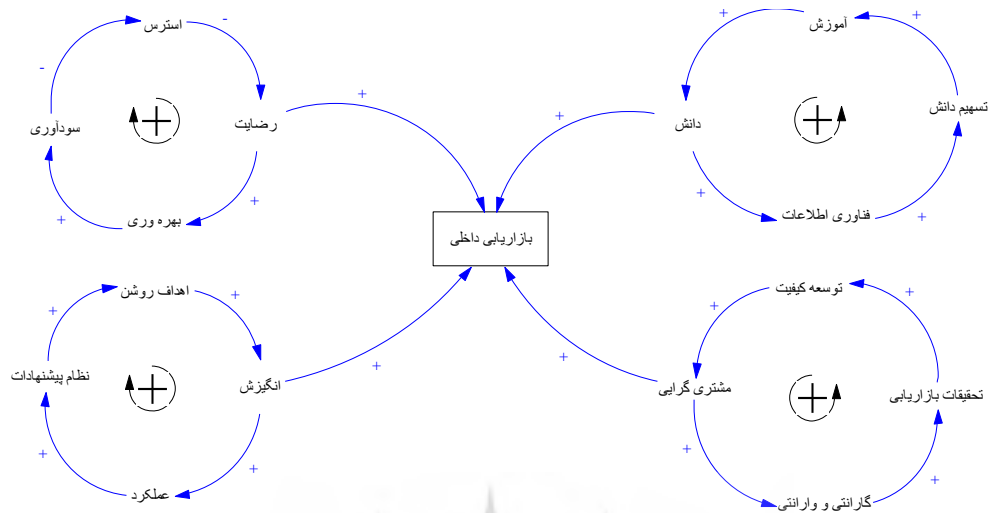 آموزش
استرس
+
+
-
+
-
تسهیم دانش
+
+
دانش
رضایت
سودآوری
+
+
+
+
+
فناوری اطلاعات
بهره وری
بازاریابی داخلی
توسعه کیفیت
اهداف روشن
+
+
+
+
+
+
نظام پیشنهادات
انگیزش
مشتری گرایی
تحقیقات بازاریابی
+
+
+
+
+
عملکرد
گارانتی و وارانتی